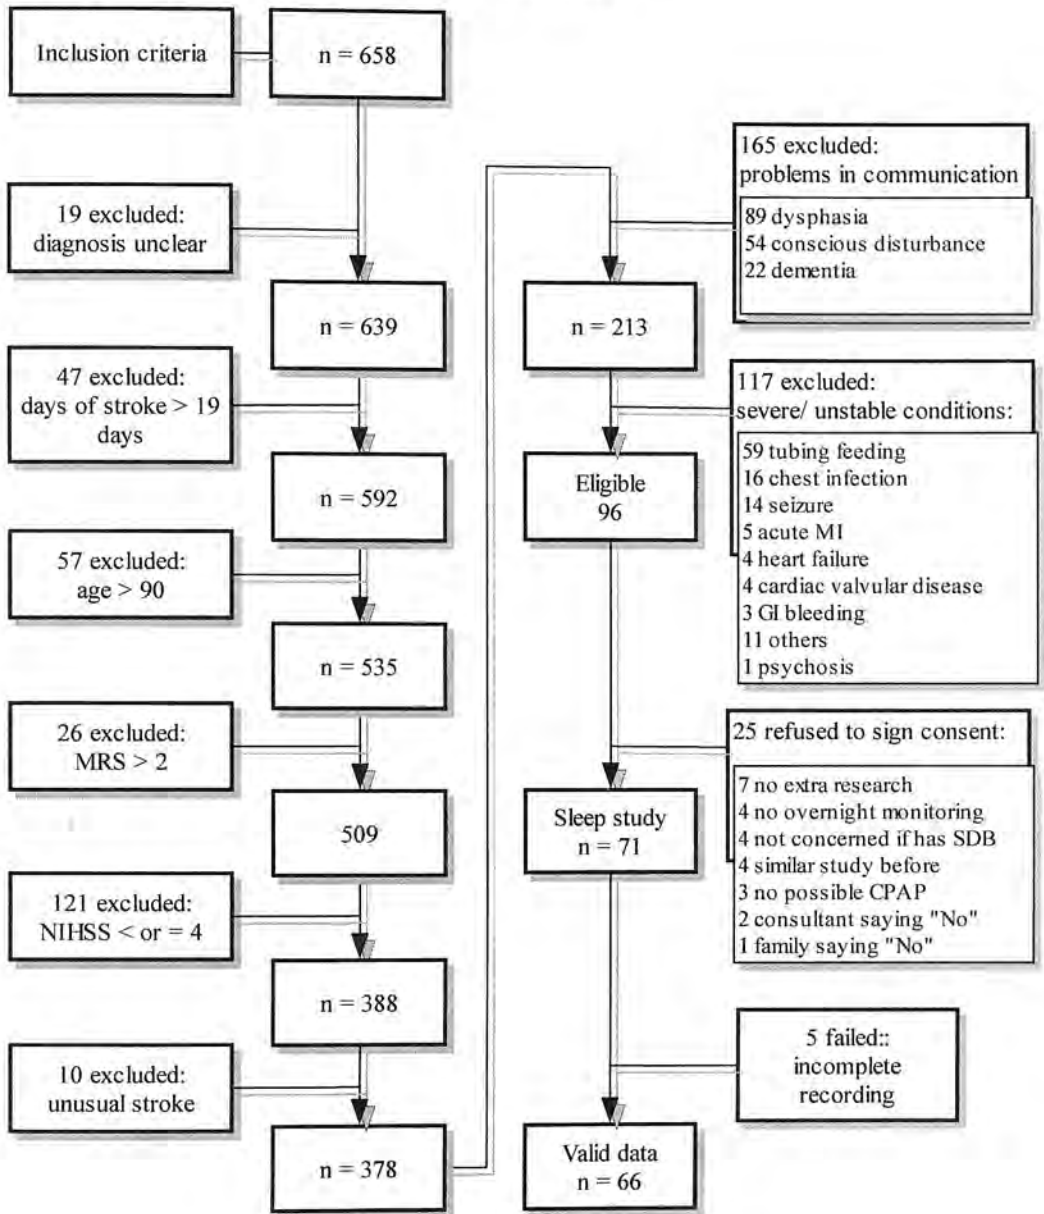 Inclusion criteria
n = 658
19 excluded:
diagnosis unclear
n = 639
47 excluded:
days of stroke > 19
days
n = 592
57 excluded:
age > 90
n = 535
26 excluded:
MRS > 2
509
121 excluded:
NIHSS < or = 4
n = 388
10 excluded:
unusual stroke
n = 378
165 excluded:
problems in communication
89 dysphasia
54 conscious disturbance
22 dementia
n = 213
117 excluded:
severe/ unstable conditions:
59 tubing feeding
16 chest infection
14 seizure
5 acute MI
4 heart failure
4 cardiac valvular disease
3 GI bleeding
11 others
1 psychosis
Eligible
96
25 refused to sign consent:
7 no extra research
4 no overnight monitoring
4 not concerned if has SDB
4 similar study before
3 no possible CPAP
2 consultant saying "No"
1 family saying "No"
Sleep study
n = 71
5 failed::
incomplete
recording
Valid data
n = 66